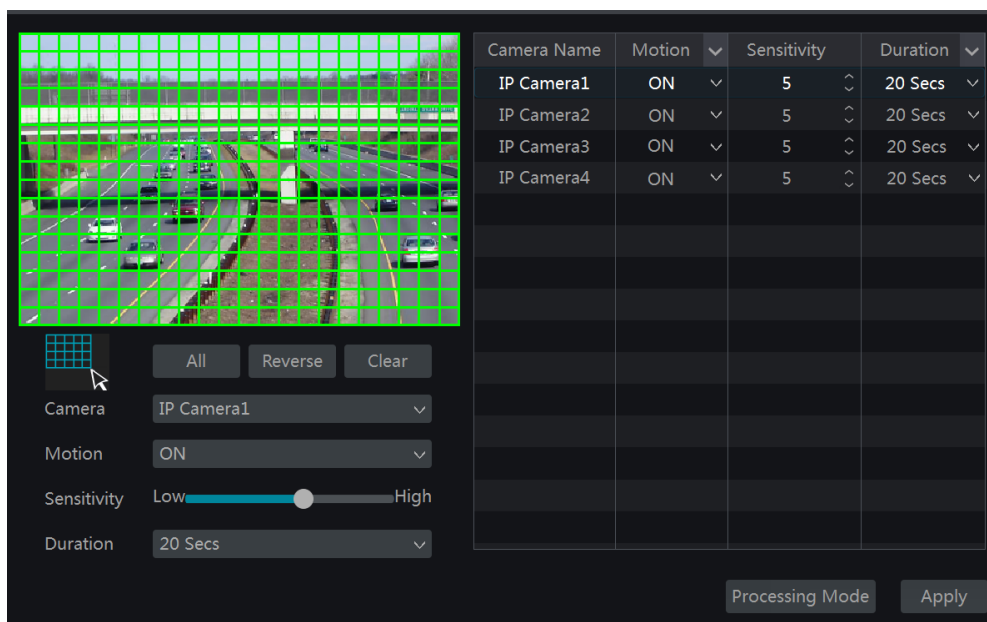 Camera Name Motion Sensitivity Duration
IP Camera1 ON 5 20 Secs
IP Camera2 ON 5 20 Secs
IP Camera3 ON 5 20 Secs
IP Camera4 ON 5 20 Secs
All Reverse Clear
Camera IP Camera1
Motion ON
Sensitivity Low High
Duration 20 Secs
Processing Mode Apply